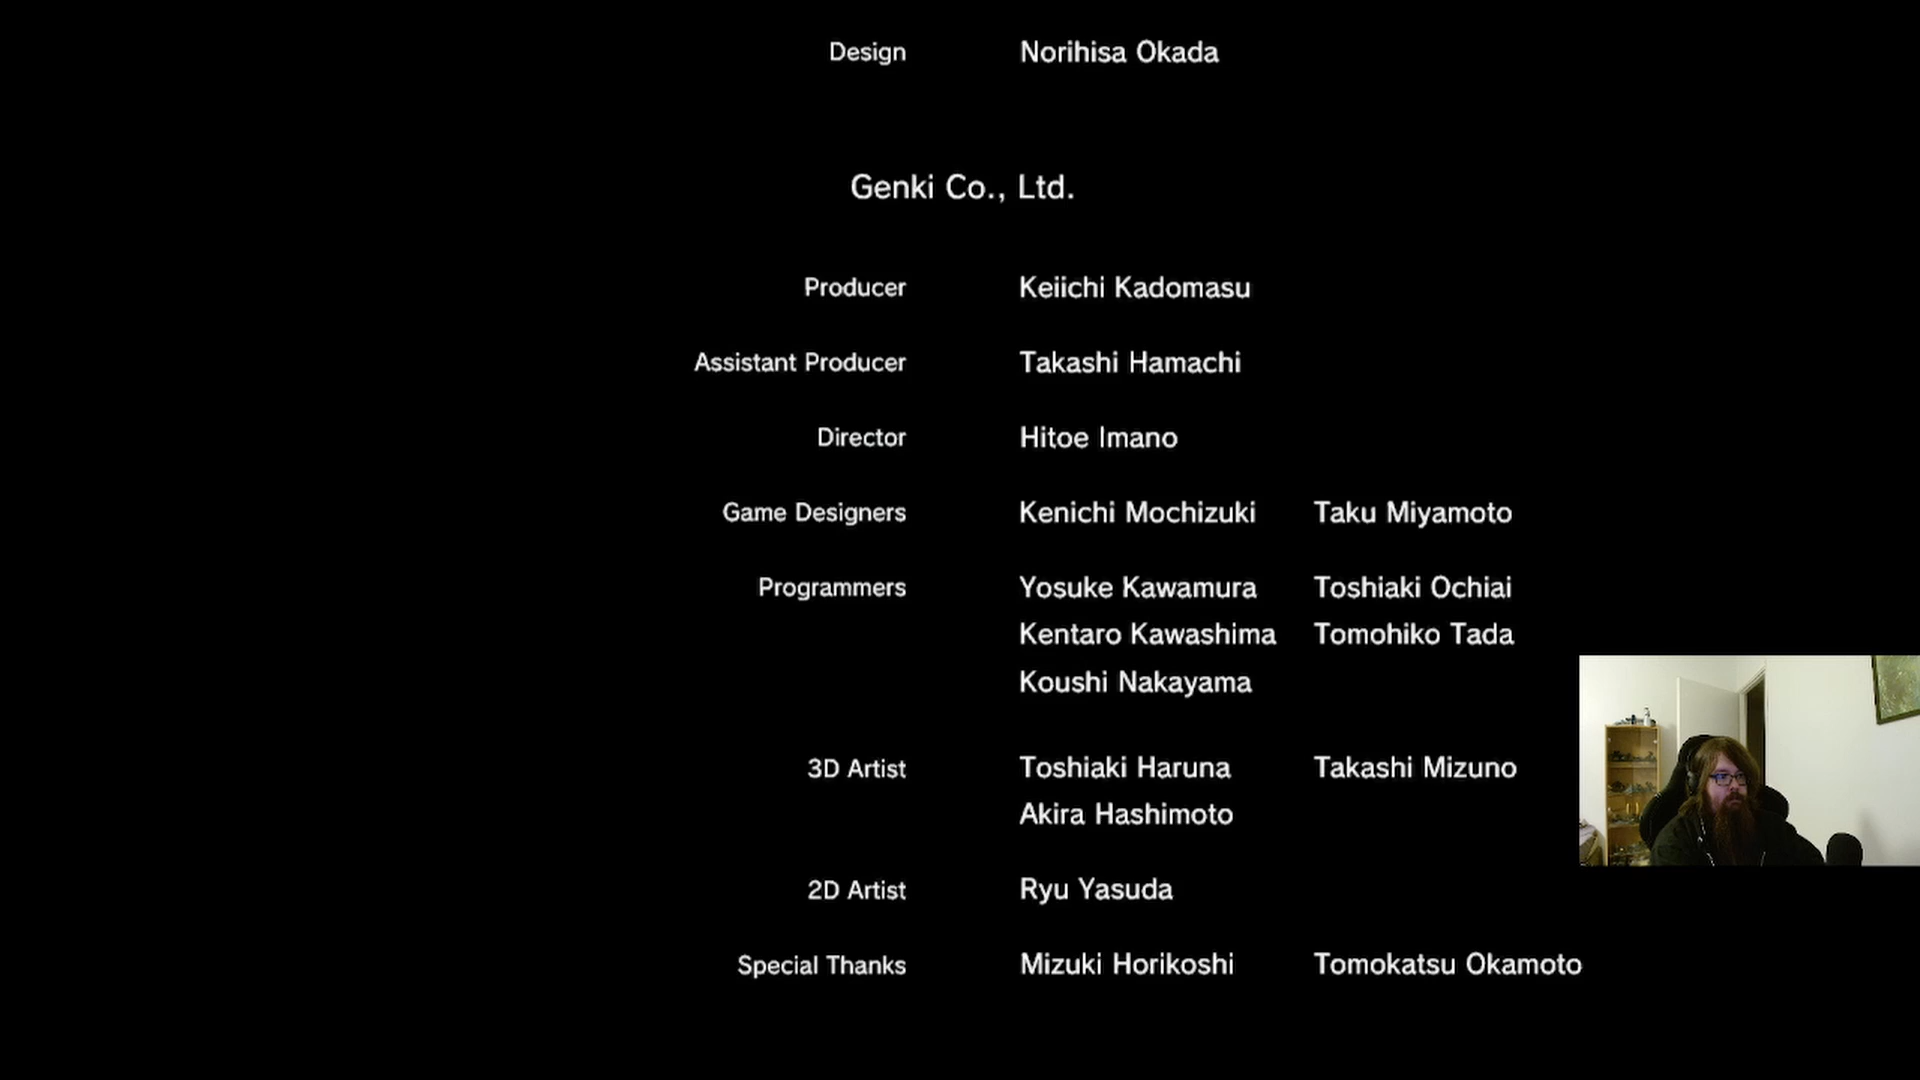 Design Norihisa Okada
Genki Co., Ltd.
Producer Keiichi Kadomasu
Assistant Producer Takashi Hamachi
Director Hitoe Imano
Game Designers Kenichi Mochizuki Taku Miyamoto
Programmers Yosuke Kawamura Toshiaki Ochiai
Kentaro Kawashima Tomohiko Tada
Koushi Nakayama
3D Artist Toshiaki Haruna Takashi Mizuno
Akira Hashimoto
2D Artist Ryu Yasuda
Special Thanks Mizuki Horikoshi Tomokatsu Okamoto